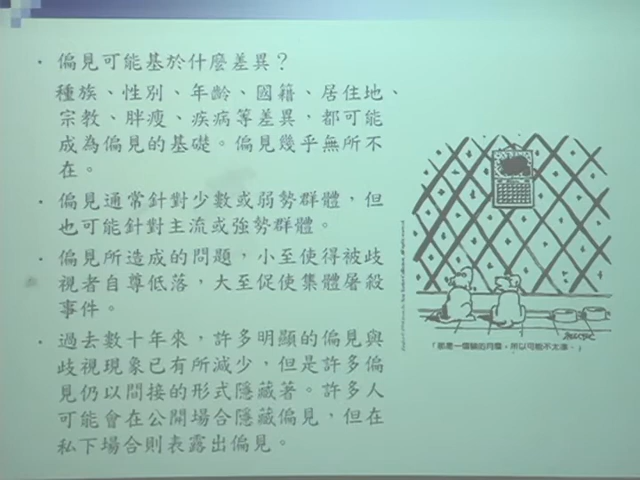 · 偏見可能基於什麼差異？
種族、性別、年齡、國籍、居住地、
宗教、胖瘦、疾病等差異，都可能
成為偏見的基礎。偏見幾乎無所不
在。
· 偏見通常針對少數或弱勢群體，但
也可能針對主流或強勢群體。
· 偏見所造成的問題，小至使得被歧
視者自尊低落，大至促使集體屠殺
事件。
· 過去數十年來，許多明顯的偏見與
歧視現象已有所減少，但是許多偏
見仍以間接的形式隱藏著。許多人
可能會在公開場合隱藏偏見，但在
私下場合則表露出偏見。